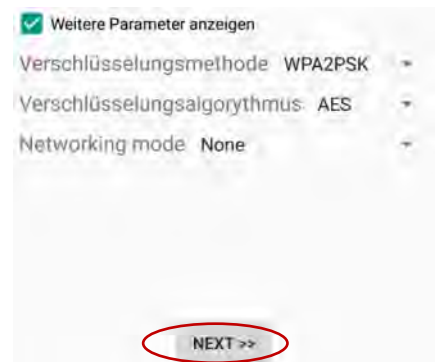 Weitere Parameter anzeigen
Verschlüsselungsmethode WPA2PSK
Verschlüsselungsalgorythmus AES
Networking mode None
NEXT >>